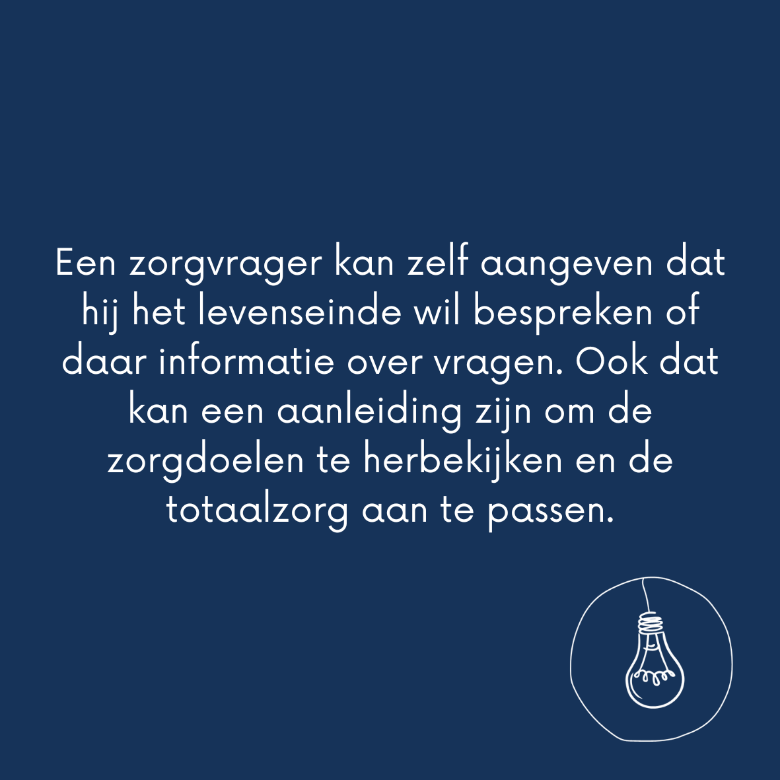 Een zorgvrager kan zelf aangeven dat
hij het levenseinde wil bespreken of
daar informatie over vragen. Ook dat
kan een aanleiding zijn om de
zorgdoelen te herbekijken en de
totaalzorg aan te passen.